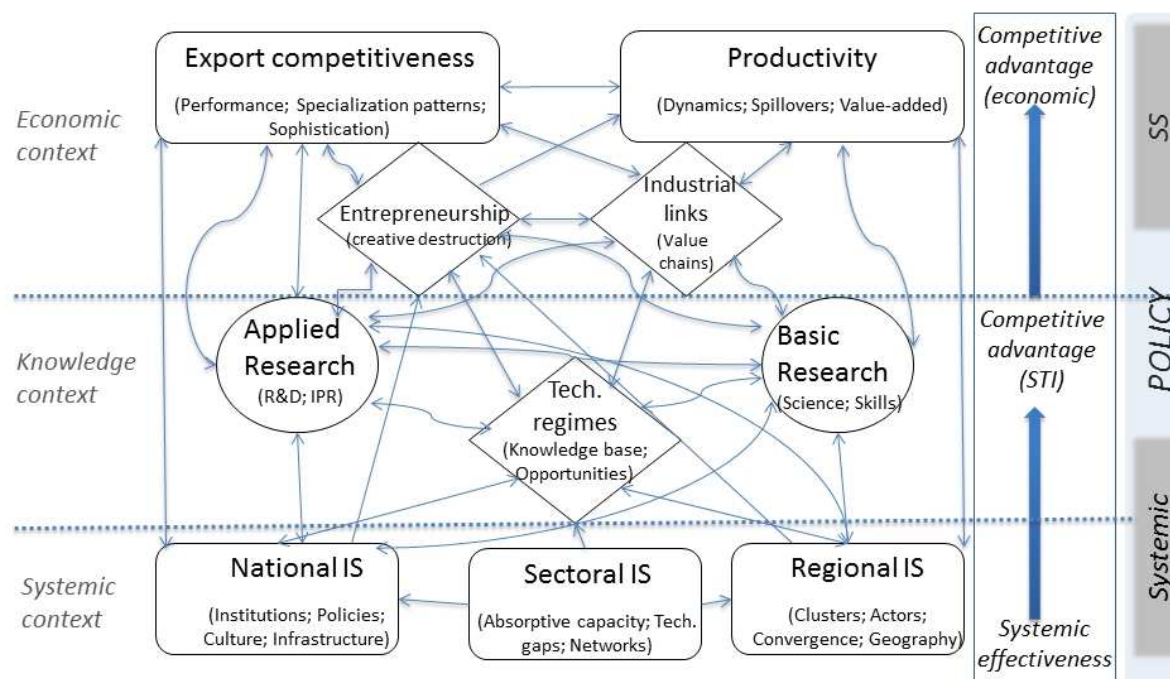 Export competitiveness
(Performance; Specialization patterns;
Sophistication)
Productivity
(Dynamics; Spillovers; Value-added)
Competitive
advantage
(economic)
SS
Economic
context
Entrepreneurship
(creative destruction)
Industrial
links
(Value
chains)
Knowledge
context
Applied
Research
(R&D; IPR)
Tech.
regimes
(Knowledge base;
Opportunities)
Basic
Research
(Science; Skills)
Competitive
advantage
(STI)
POLICY
Systemic
context
National IS
(Institutions; Policies;
Culture; Infrastructure)
Sectoral IS
(Absorptive capacity; Tech.
gaps; Networks)
Regional IS
(Clusters; Actors;
Convergence; Geography)
Systemic
effectiveness
Systemic